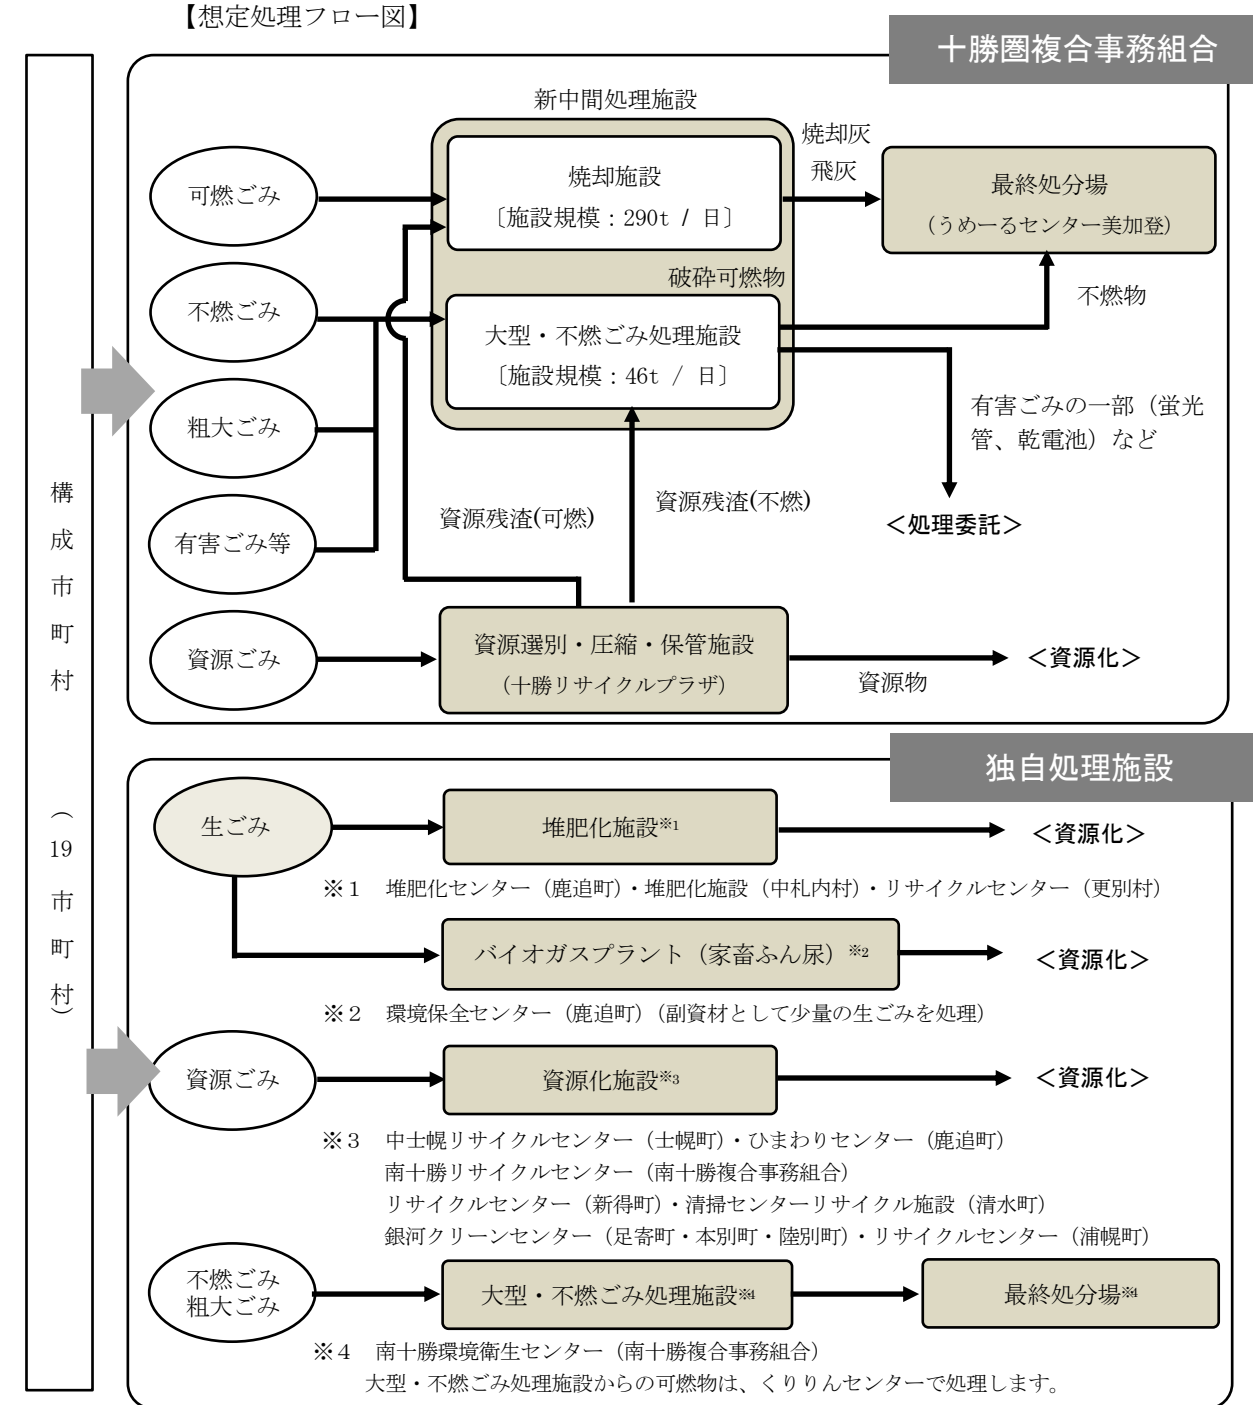 【想定処理フロー図】
十勝圏複合事務組合
構成市町村（19市町村）
新中間処理施設
可燃ごみ
焼却施設
〔施設規模：290t / 日〕
焼却灰
飛灰
最終処分場
（うめーるセンター美加登）
破砕可燃物
不燃ごみ
大型・不燃ごみ処理施設
〔施設規模：46t / 日〕
不燃物
粗大ごみ
有害ごみの一部（蛍光
管、乾電池）など
＜処理委託＞
有害ごみ等
資源残渣(可燃)
資源残渣(不燃)
資源ごみ
資源選別・圧縮・保管施設
（十勝リサイクルプラザ）
資源物
＜資源化＞
独自処理施設
生ごみ
堆肥化施設※1
＜資源化＞
※１　堆肥化センター（鹿追町）・堆肥化施設（中札内村）・リサイクルセンター（更別村）
バイオガスプラント（家畜ふん尿）※2
＜資源化＞
※２　環境保全センター（鹿追町）（副資材として少量の生ごみを処理）
資源ごみ
資源化施設※3
＜資源化＞
※３　中士幌リサイクルセンター（士幌町）・ひまわりセンター（鹿追町）
南十勝リサイクルセンター（南十勝複合事務組合）
リサイクルセンター（新得町）・清掃センターリサイクル施設（清水町）
銀河クリーンセンター（足寄町・本別町・陸別町）・リサイクルセンター（浦幌町）
不燃ごみ
粗大ごみ
大型・不燃ごみ処理施設※4
最終処分場※4
※４　南十勝環境衛生センター（南十勝複合事務組合）
大型・不燃ごみ処理施設からの可燃物は、くりりんセンターで処理します。